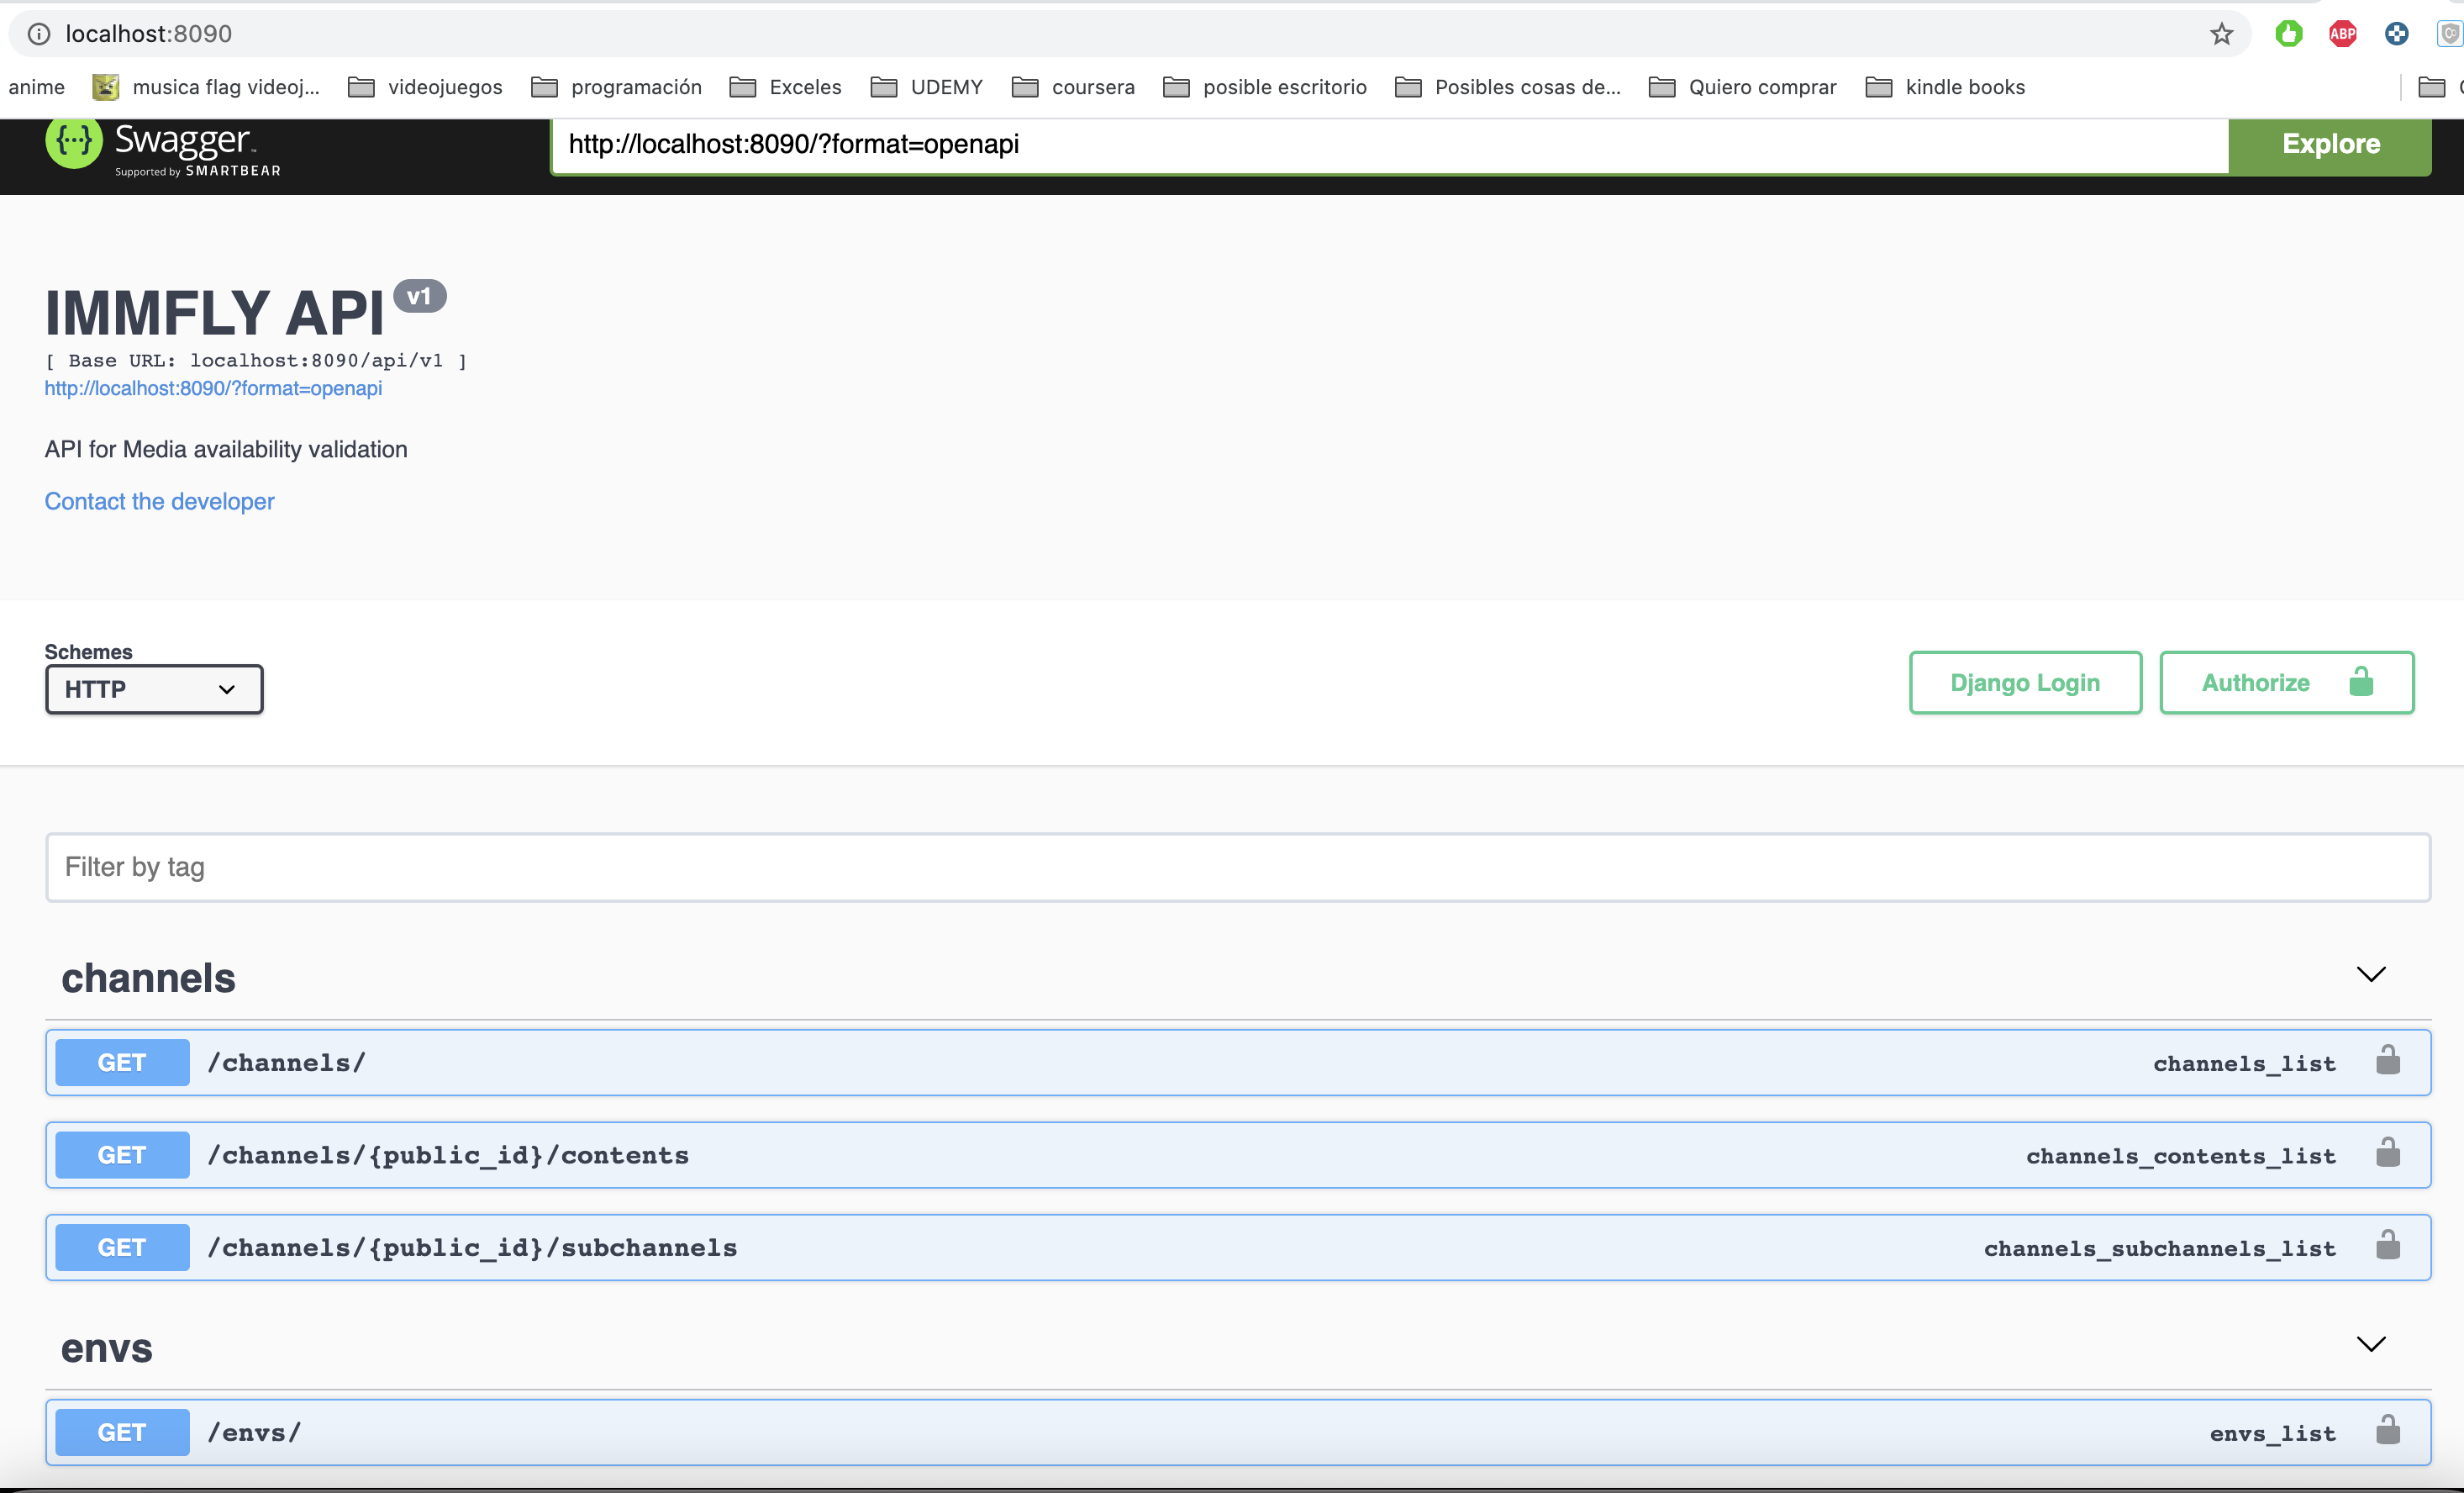 localhost:8090
ABP
anime musica flag videoj... videojuegos programación Exceles UDEMY coursera posible escritorio Posibles cosas de... Quiero comprar kindle books
{···} Swagger™ http://localhost:8090/?format=openapi Explore
Supported by SMARTBEAR
IMMFLY API v1
[ Base URL: localhost:8090/api/v1 ]
http://localhost:8090/?format=openapi
API for Media availability validation
Contact the developer
Schemes
HTTP Django Login Authorize
Filter by tag
channels
GET /channels/ channels_list
GET /channels/{public_id}/contents channels_contents_list
GET /channels/{public_id}/subchannels channels_subchannels_list
envs
GET /envs/ envs_list